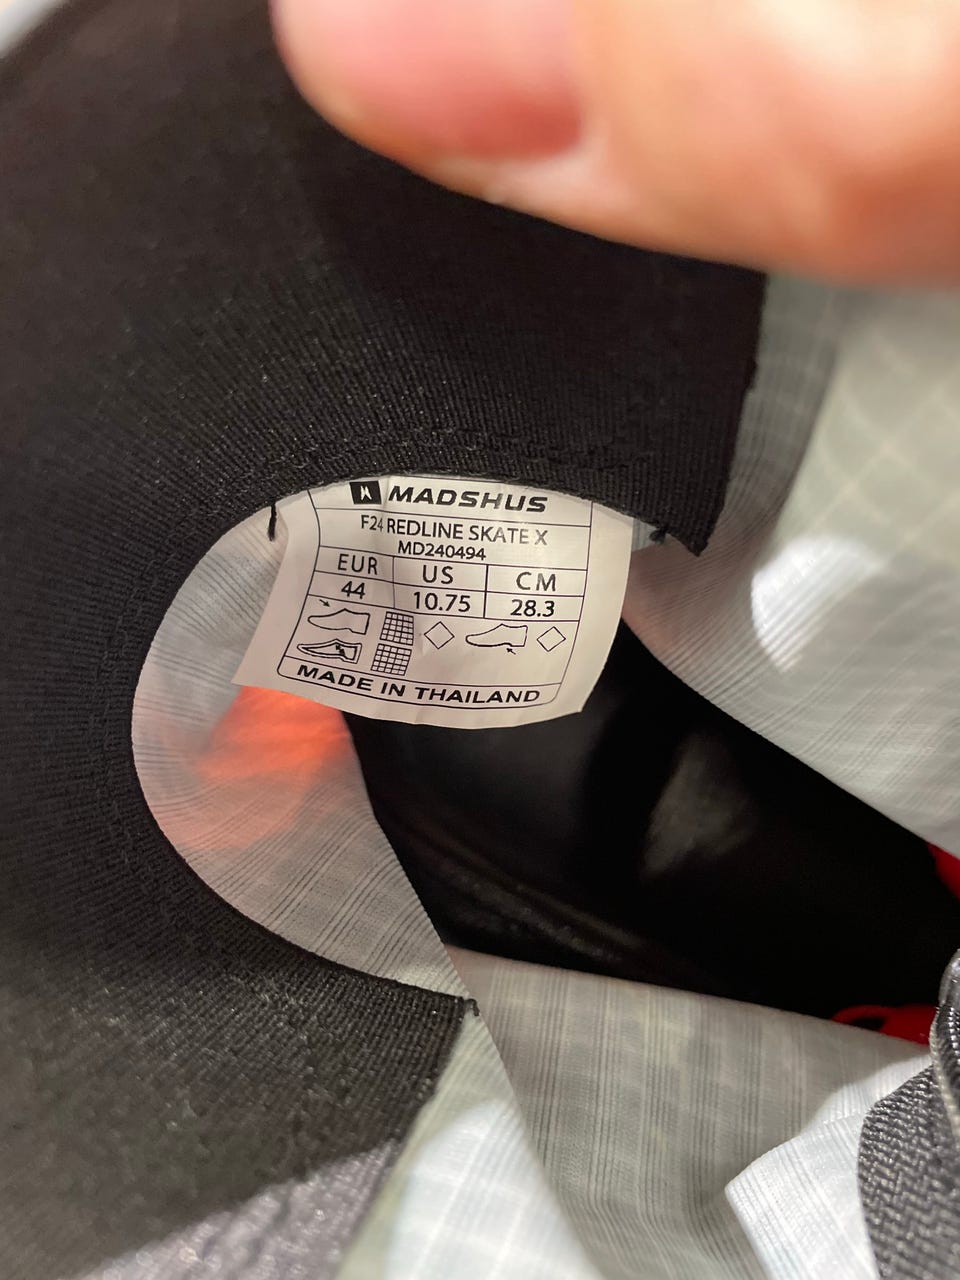 MADSHUS
F24 REDLINE SKATE X
MD240494
EUR US CM
44 10.75 28.3
MADE IN THAILAND